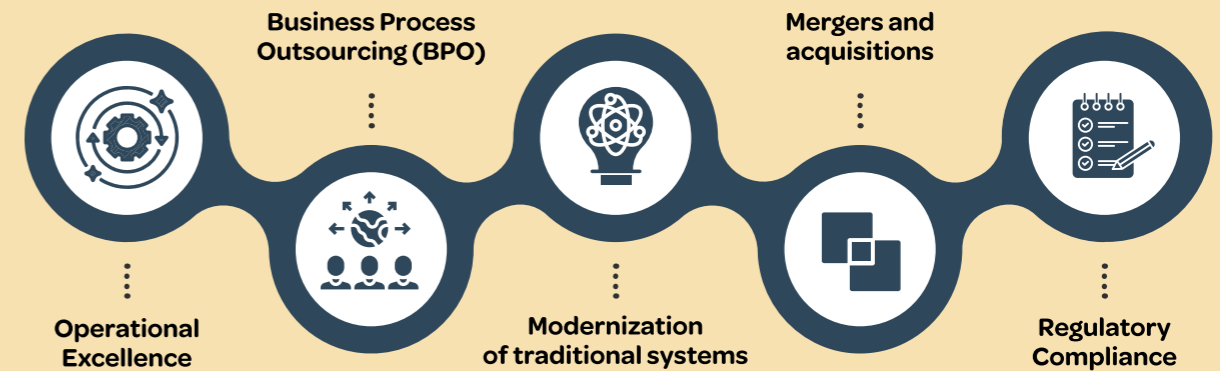 Business Process
Outsourcing (BPO)
Mergers and
acquisitions
Operational
Excellence
Modernization
of traditional systems
Regulatory
Compliance